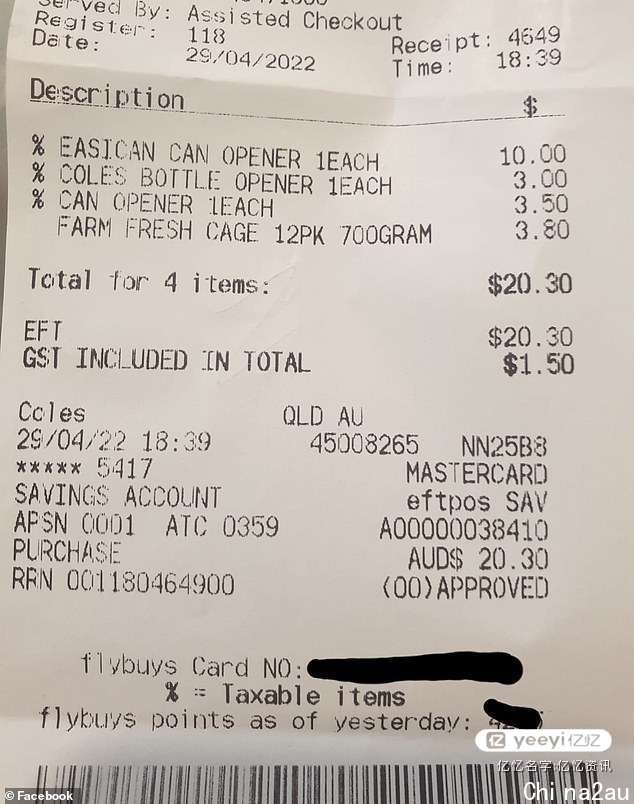 Served By: Assisted Checkout
Register: 118 Receipt: 4649
Date: 29/04/2022 Time: 18:39
Description $
% EASICAN CAN OPENER 1EACH 10.00
% COLES BOTTLE OPENER 1EACH 3.00
% CAN OPENER 1EACH 3.50
FARM FRESH CAGE 12PK 700GRAM 3.80
Total for 4 items: $20.30
EFT $20.30
GST INCLUDED IN TOTAL $1.50
Coles QLD AU
29/04/22 18:39 45008265 NN25B8
***** 5417 MASTERCARD
SAVINGS ACCOUNT eftpos SAV
APSN 0001 ATC 0359 A00000038410
PURCHASE AUD$ 20.30
RRN 001180464900 (00)APPROVED
flybuys Card NO:
% = Taxable items
flybuys points as of yesterday:
yeeyi亿忆
亿忆名字:亿忆资讯
© Facebook
China2au